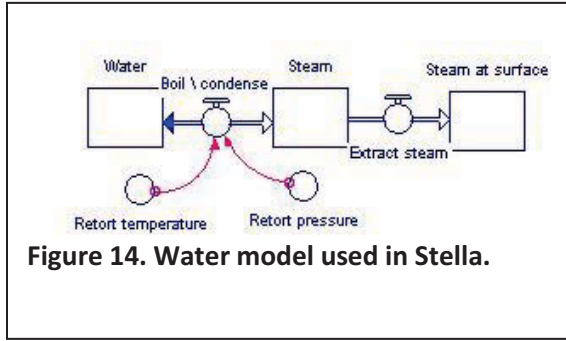 Water
Boil \ condense
Steam
Steam at surface
Extract steam
Retort temperature
Retort pressure
Figure 14. Water model used in Stella.